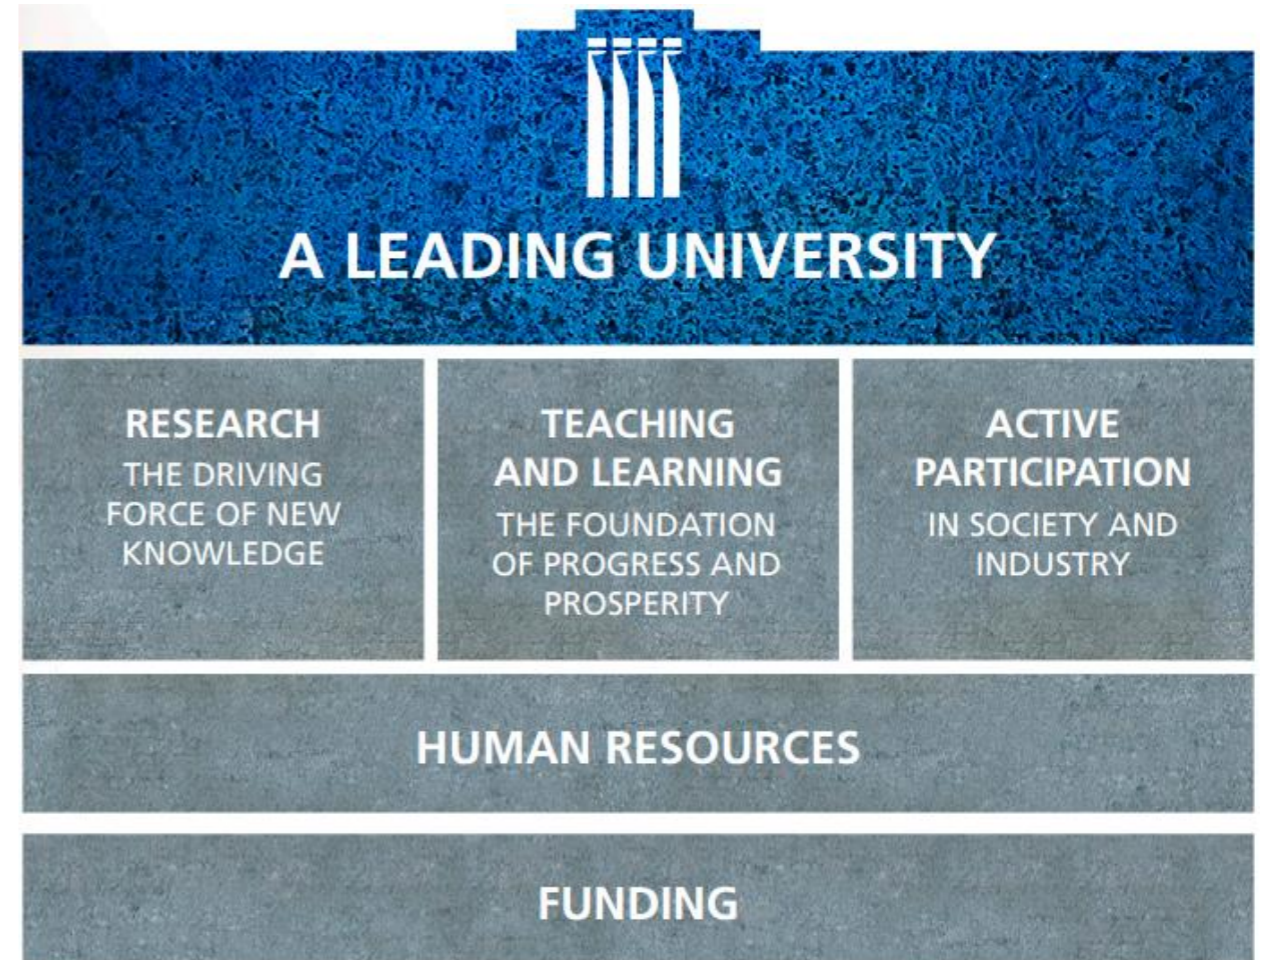 A LEADING UNIVERSITY
RESEARCH
THE DRIVING
FORCE OF NEW
KNOWLEDGE
TEACHING
AND LEARNING
THE FOUNDATION
OF PROGRESS AND
PROSPERITY
ACTIVE
PARTICIPATION
IN SOCIETY AND
INDUSTRY
HUMAN RESOURCES
FUNDING